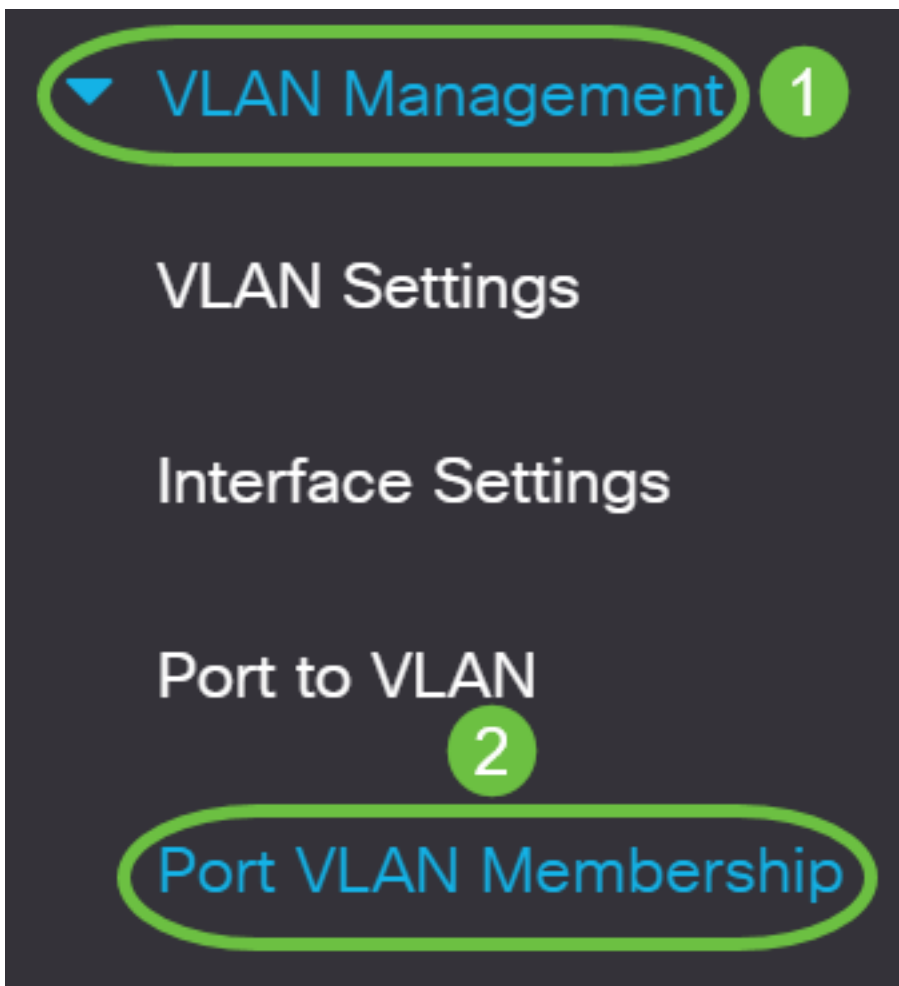 VLAN Management 1
VLAN Settings
Interface Settings
Port to VLAN
2
Port VLAN Membership